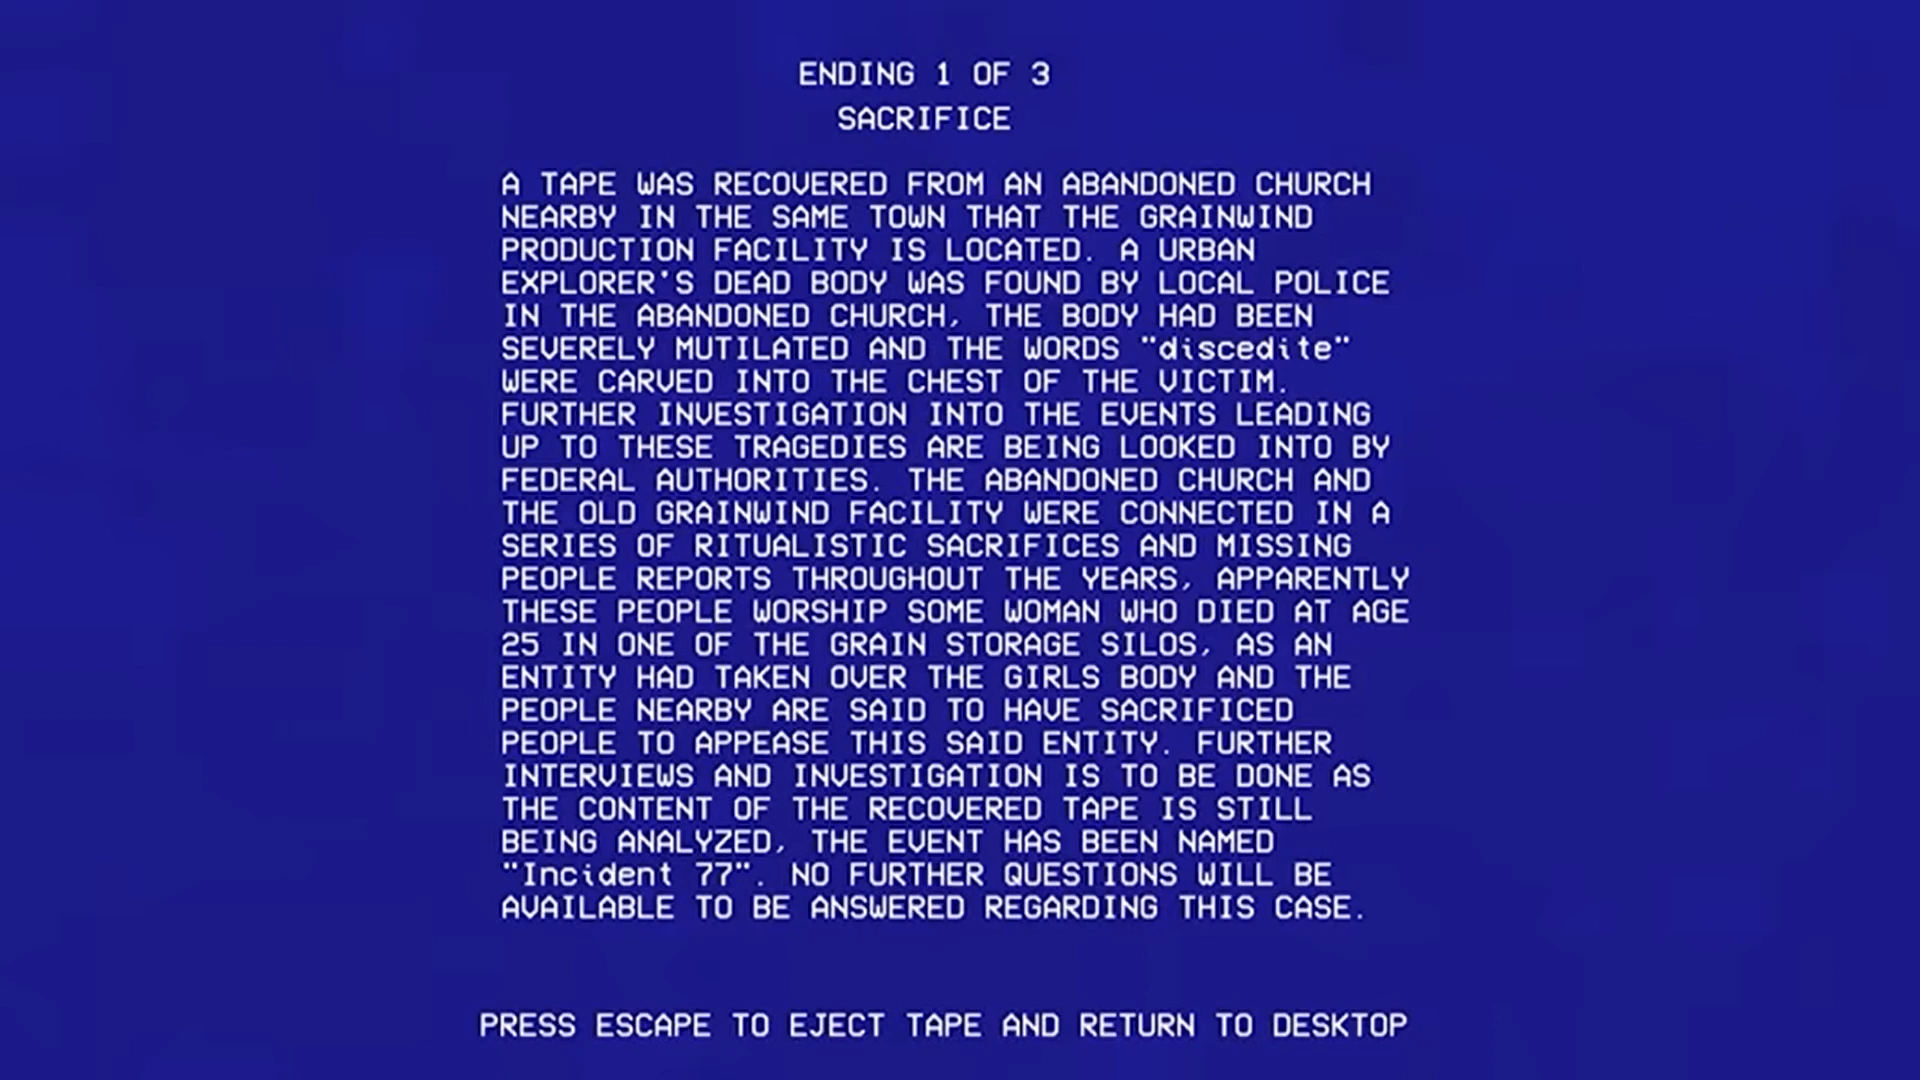 ENDING 1 OF 3
SACRIFICE
A TAPE WAS RECOVERED FROM AN ABANDONED CHURCH
NEARBY IN THE SAME TOWN THAT THE GRAINWIND
PRODUCTION FACILITY IS LOCATED. A URBAN
EXPLORER'S DEAD BODY WAS FOUND BY LOCAL POLICE
IN THE ABANDONED CHURCH, THE BODY HAD BEEN
SEVERELY MUTILATED AND THE WORDS "discedite"
WERE CARVED INTO THE CHEST OF THE VICTIM.
FURTHER INVESTIGATION INTO THE EVENTS LEADING
UP TO THESE TRAGEDIES ARE BEING LOOKED INTO BY
FEDERAL AUTHORITIES. THE ABANDONED CHURCH AND
THE OLD GRAINWIND FACILITY WERE CONNECTED IN A
SERIES OF RITUALISTIC SACRIFICES AND MISSING
PEOPLE REPORTS THROUGHOUT THE YEARS, APPARENTLY
THESE PEOPLE WORSHIP SOME WOMAN WHO DIED AT AGE
25 IN ONE OF THE GRAIN STORAGE SILOS, AS AN
ENTITY HAD TAKEN OVER THE GIRLS BODY AND THE
PEOPLE NEARBY ARE SAID TO HAVE SACRIFICED
PEOPLE TO APPEASE THIS SAID ENTITY. FURTHER
INTERVIEWS AND INVESTIGATION IS TO BE DONE AS
THE CONTENT OF THE RECOVERED TAPE IS STILL
BEING ANALYZED, THE EVENT HAS BEEN NAMED
"Incident 77". NO FURTHER QUESTIONS WILL BE
AVAILABLE TO BE ANSWERED REGARDING THIS CASE.
PRESS ESCAPE TO EJECT TAPE AND RETURN TO DESKTOP